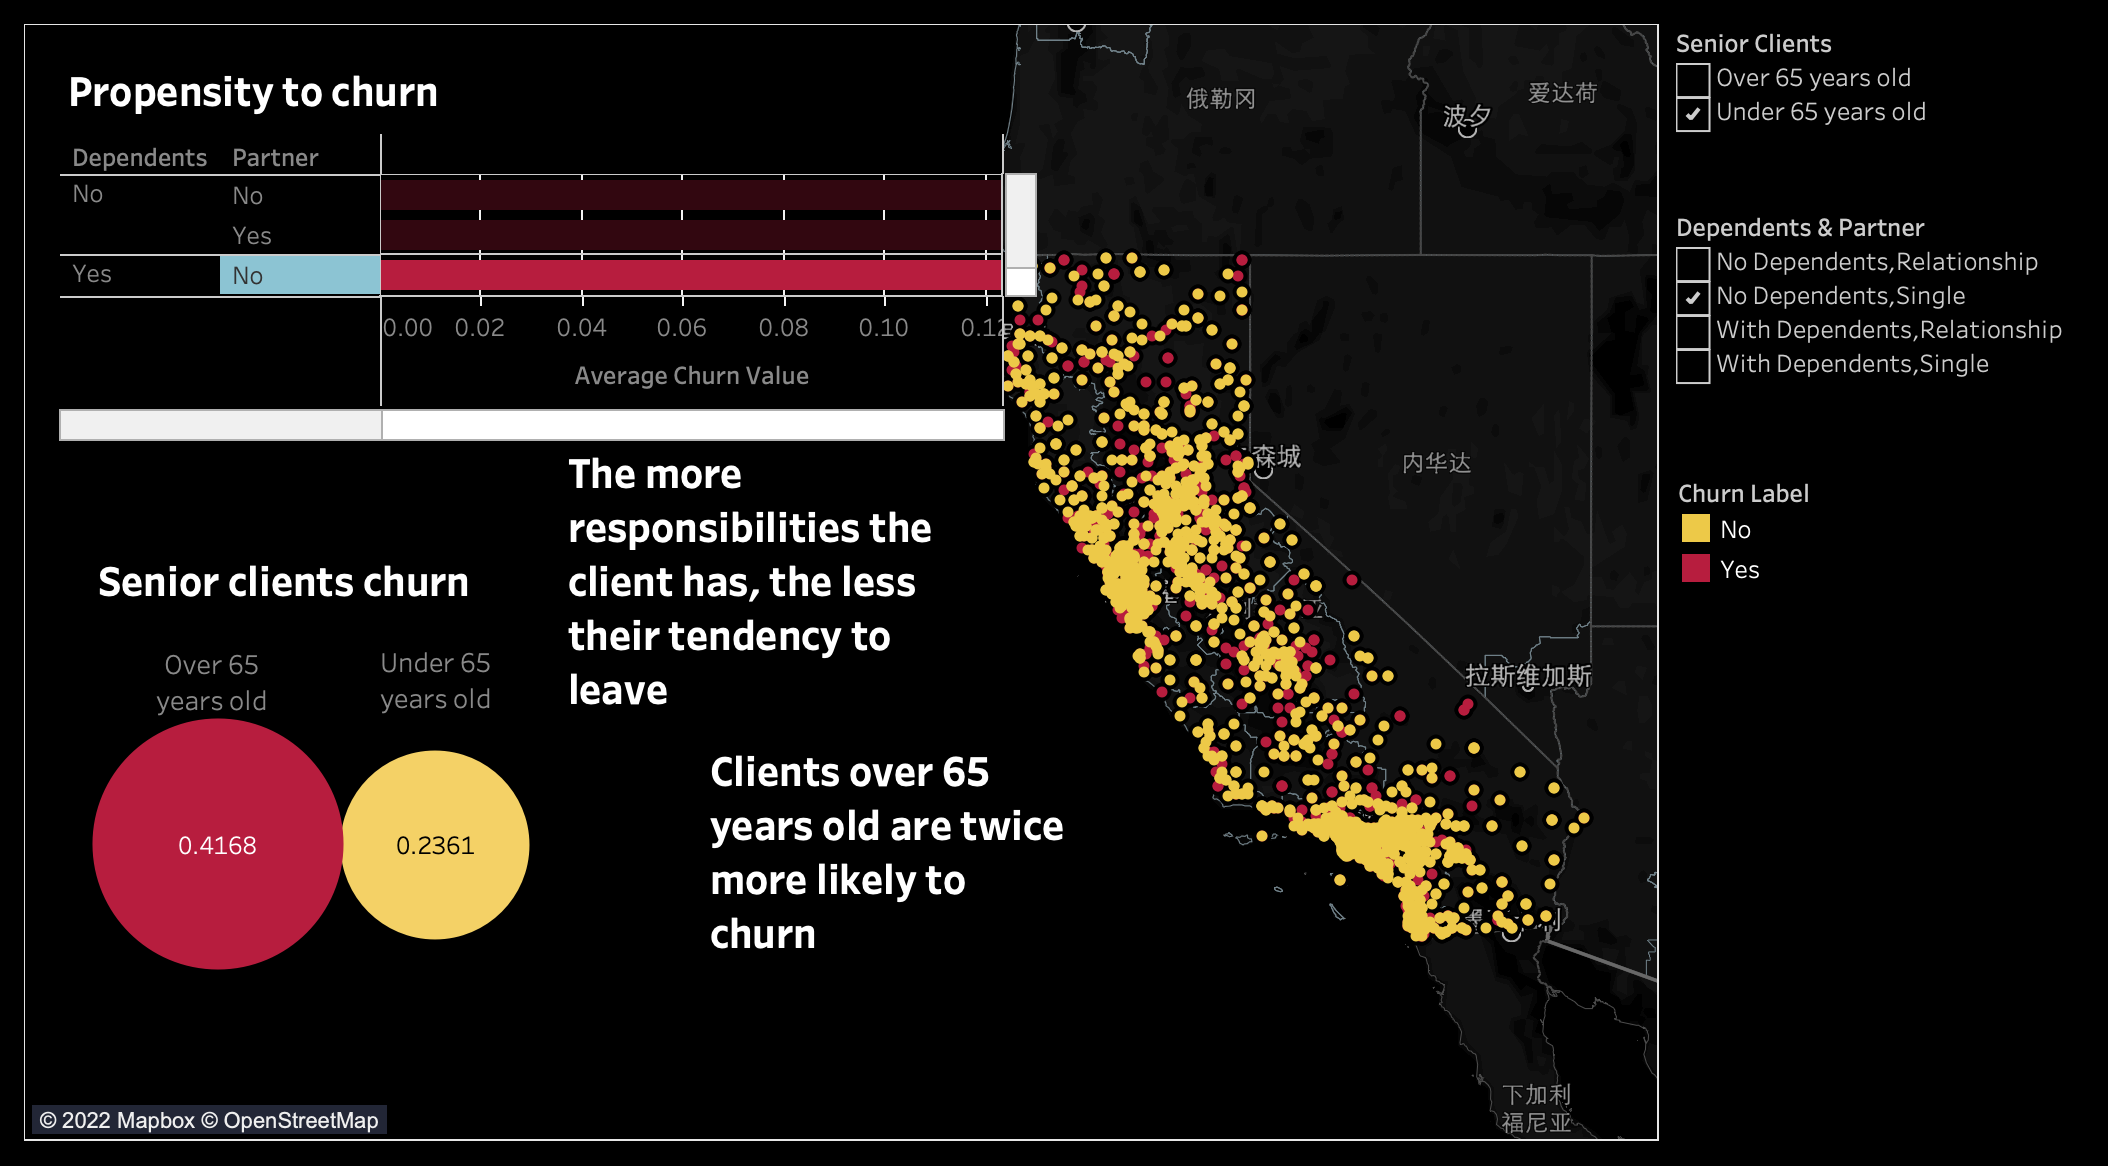 Propensity to churn
Dependents Partner
No No
Yes
Yes No
0.00 0.02 0.04 0.06 0.08 0.10 0.12
Average Churn Value
The more
responsibilities the
client has, the less
their tendency to
leave
Senior clients churn
Over 65
years old
Under 65
years old
0.4168
0.2361
Clients over 65
years old are twice
more likely to
churn
© 2022 Mapbox © OpenStreetMap
俄勒冈
波夕
爱达荷
森城
内华达
拉斯维加斯
下加利
福尼亚
Senior Clients
Over 65 years old
Under 65 years old
Dependents & Partner
No Dependents,Relationship
No Dependents,Single
With Dependents,Relationship
With Dependents,Single
Churn Label
No
Yes